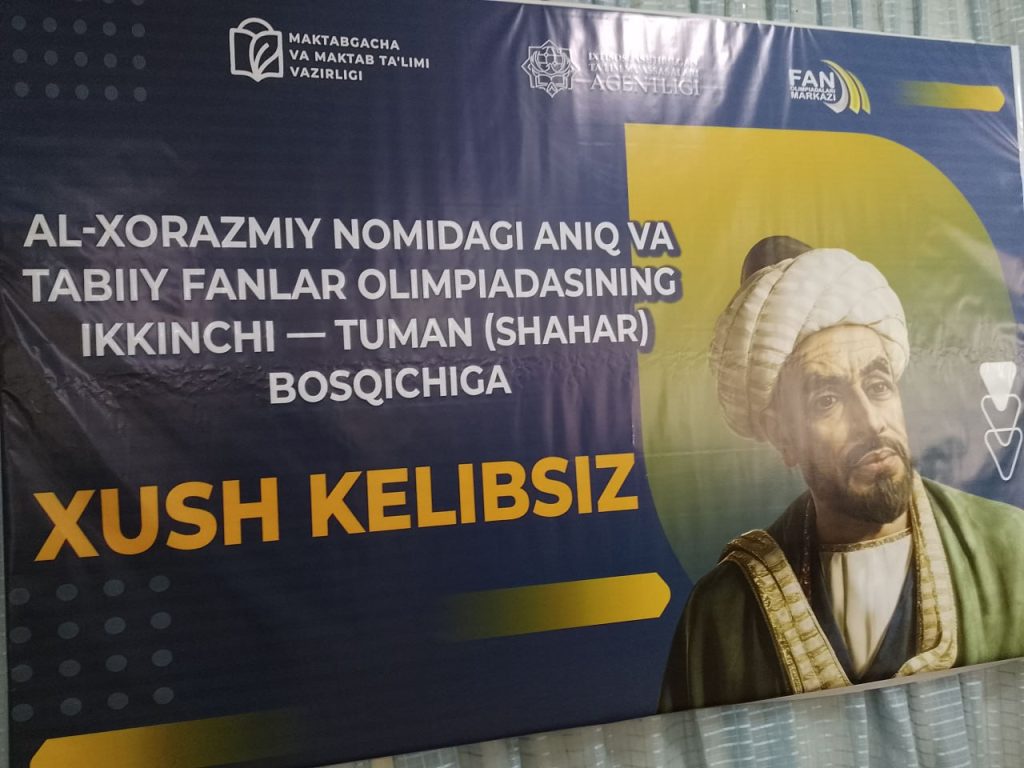 MAKTABGACHA
VA MAKTAB TA'LIMI
VAZIRLIGI
AGENTLIGI
FAN
OLIMPIADALARI
MARKAZI
AL-XORAZMIY NOMIDAGI ANIQ VA
TABIIY FANLAR OLIMPIADASINING
IKKINCHI — TUMAN (SHAHAR)
BOSQICHIGA
XUSH KELIBSIZ